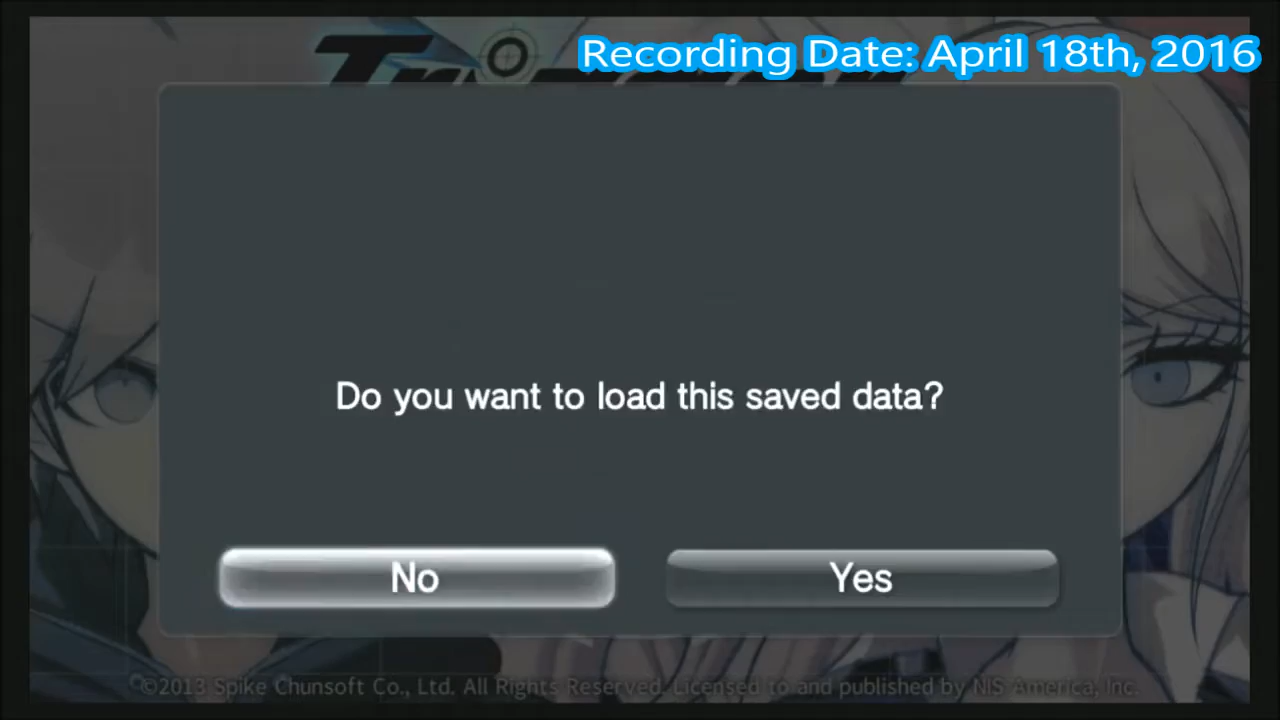 Recording Date: April 18th, 2016
Do you want to load this saved data?
No
Yes
©2013 Spike Chunsoft Co., Ltd. All Rights Reserved. Licensed to and published by NIS America, Inc.